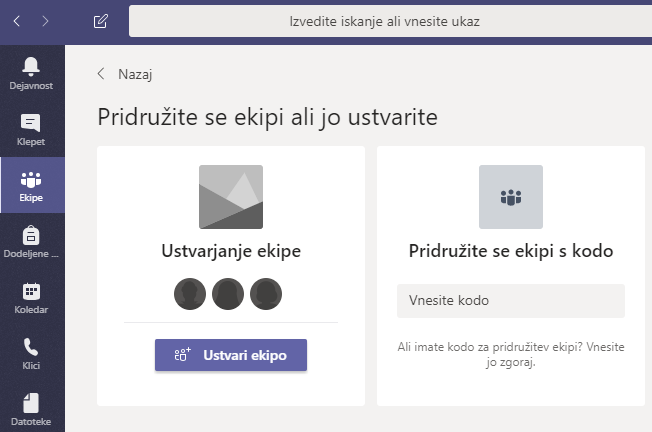 Izvedite iskanje ali vnesite ukaz
Dejavnost
Klepet
Ekipe
Dodeljene ...
Koledar
Klici
Datoteke
Nazaj
Pridružite se ekipi ali jo ustvarite
Ustvarjanje ekipe
Ustvari ekipo
Pridružite se ekipi s kodo
Vnesite kodo
Ali imate kodo za pridružitev ekipi? Vnesite
jo zgoraj.